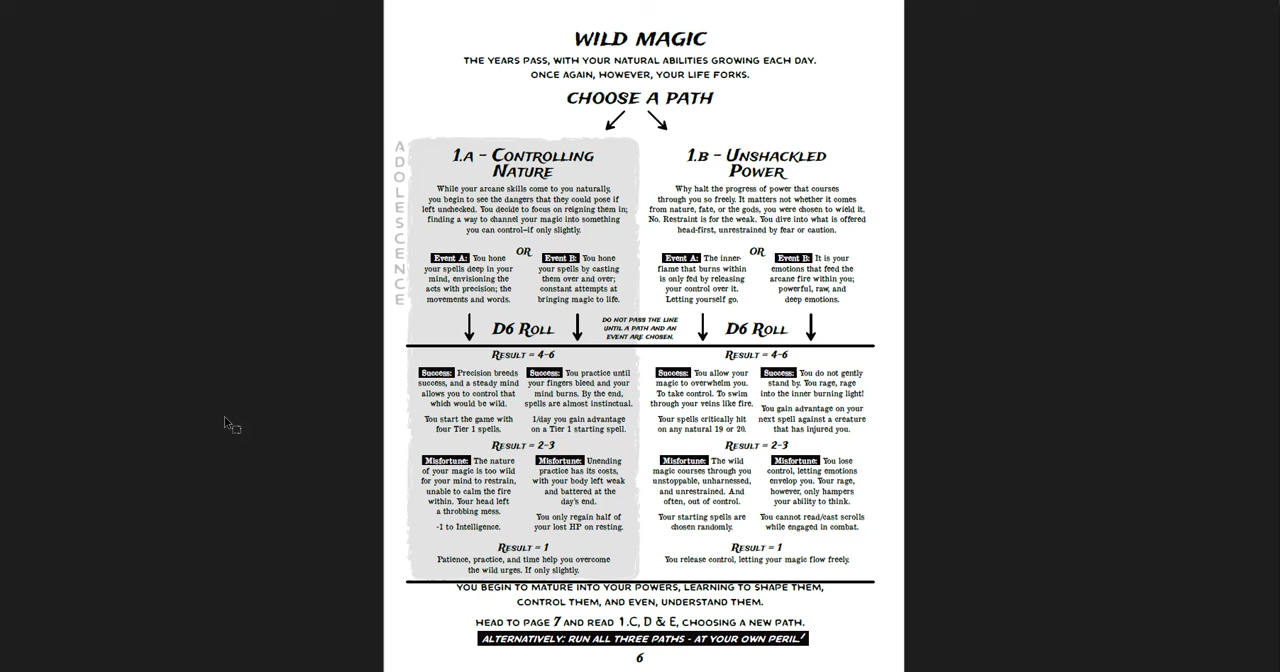 WILD MAGIC
THE YEARS PASS, WITH YOUR NATURAL ABILITIES GROWING EACH DAY.
ONCE AGAIN, HOWEVER, YOUR LIFE FORKS.
CHOOSE A PATH
ADOLESCENCE
1.A - CONTROLLING
NATURE
While your arcane skills come to you naturally,
you begin to see the dangers that they could pose if
left unchecked. You decide to focus on reigning them in;
finding a way to channel your magic into something
you can control–if only slightly.
Event A: You hone
your spells deep in your
mind, envisioning the
acts with precision; the
movements and words.
OR
Event B: You hone
your spells by casting
them over and over;
constant attempts at
bringing magic to life.
D6 ROLL
1.B - UNSHACKLED
POWER
Why halt the progress of power that courses
through you so freely. It matters not whether it comes
from nature, fate, or the gods, you were chosen to wield it.
No. Restraint is for the weak. You dive into what is offered
head-first, unrestrained by fear or caution.
Event A: The inner-
flame that burns within
is only fed by releasing
your control over it.
Letting yourself go.
OR
Event B: It is your
emotions that feed the
arcane fire within you;
powerful, raw, and
deep emotions.
DO NOT PASS THE LINE
UNTIL A PATH AND AN
EVENT ARE CHOSEN.
D6 ROLL
RESULT = 4-6
Success: Precision breeds
success, and a steady mind
allows you to control that
which would be wild.
You start the game with
four Tier 1 spells.
Success: You practice until
your fingers bleed and your
mind burns. By the end,
spells are almost instinctual.
1/day you gain advantage
on a Tier 1 starting spell.
RESULT = 2-3
Misfortune: The nature
of your magic is too wild
for your mind to restrain,
unable to calm the fire
within. Your head left
a throbbing mess.
-1 to Intelligence.
Misfortune: Unending
practice has its costs,
with your body left weak
and battered at the
day's end.
You only regain half of
your lost HP on resting.
RESULT = 1
Patience, practice, and time help you overcome
the wild urges. If only slightly.
RESULT = 4-6
Success: You allow your
magic to overwhelm you.
To take control. To swim
through your veins like fire.
Your spells critically hit
on any natural 19 or 20.
Success: You do not gently
stand by. You rage, rage
into the inner burning light!
You gain advantage on your
next spell against a creature
that has injured you.
RESULT = 2-3
Misfortune: The wild
magic courses through you
unstoppable, unharnessed,
and unrestrained. And
often, out of control.
Your starting spells are
chosen randomly.
Misfortune: You lose
control, letting emotions
envelop you. Your rage,
however, only hampers
your ability to think.
You cannot read/cast scrolls
while engaged in combat.
RESULT = 1
You release control, letting your magic flow freely.
YOU BEGIN TO MATURE INTO YOUR POWERS, LEARNING TO SHAPE THEM,
CONTROL THEM, AND EVEN, UNDERSTAND THEM.
HEAD TO PAGE 7 AND READ 1.C, D & E, CHOOSING A NEW PATH.
ALTERNATIVELY: RUN ALL THREE PATHS - AT YOUR OWN PERIL!
6